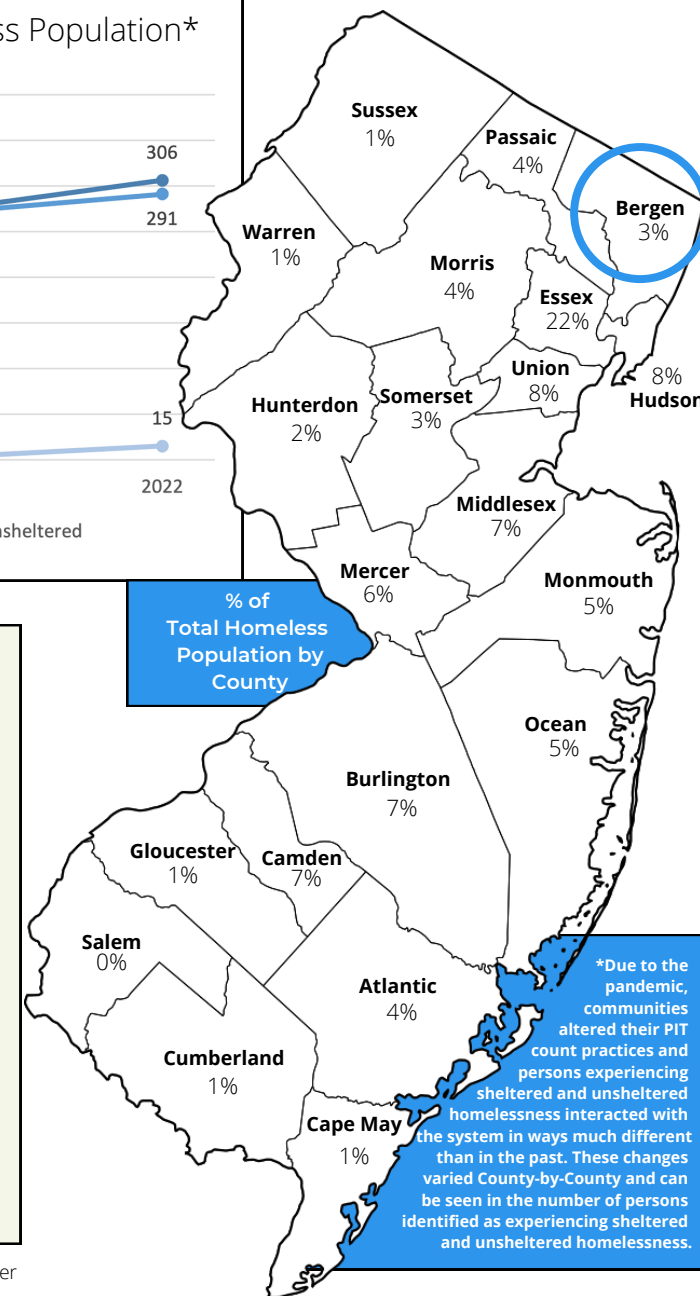 ss Population*
306
291
15
2022
nsheltered
Sussex
1%
Passaic
4%
Bergen
3%
Warren
1%
Morris
4%
Essex
22%
Union
8%
8%
Hudson
Hunterdon
2%
Somerset
3%
Middlesex
7%
Mercer
6%
Monmouth
5%
% of
Total Homeless
Population by
County
Ocean
5%
Burlington
7%
Gloucester
1%
Camden
7%
Salem
0%
Atlantic
4%
Cumberland
1%
Cape May
1%
*Due to the
pandemic,
communities
altered their PIT
count practices and
persons experiencing
sheltered and unsheltered
homelessness interacted with
the system in ways much different
than in the past. These changes
varied County-by-County and can
be seen in the number of persons
identified as experiencing sheltered
and unsheltered homelessness.
er